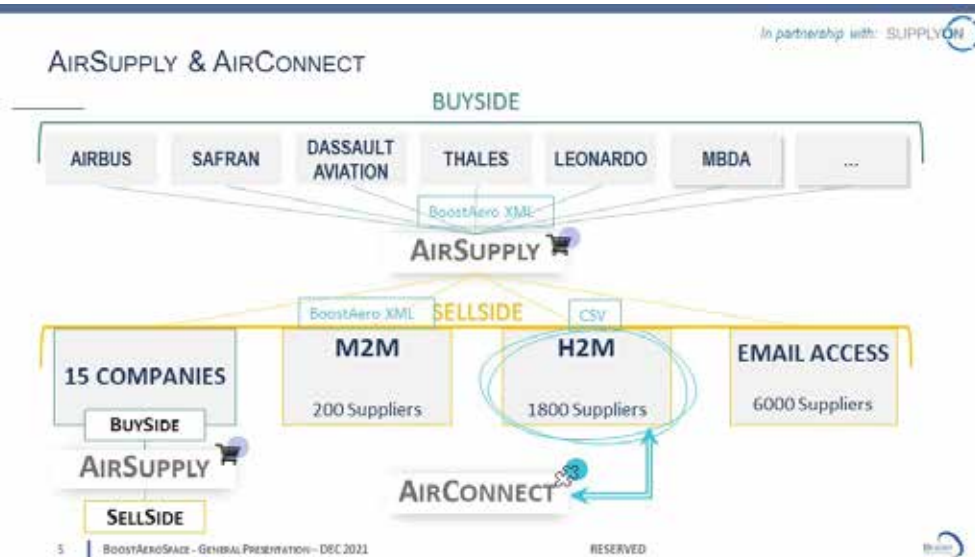 In partnership with: SUPPLYON
AIRSUPPLY & AIRCONNECT
BUYSIDE
AIRBUS
SAFRAN
DASSAULT
AVIATION
THALES
LEONARDO
MBDA
...
BoostAero XML
AIRSUPPLY
BoostAero XML
SELLSIDE
CSV
15 COMPANIES
M2M
200 Suppliers
H2M
1800 Suppliers
EMAIL ACCESS
6000 Suppliers
BUYSIDE
AIRSUPPLY
SELLSIDE
AIRCONNECT
5 BOOSTAEROSPACE - GENERAL PRESENTATION – DEC 2021
RESERVED